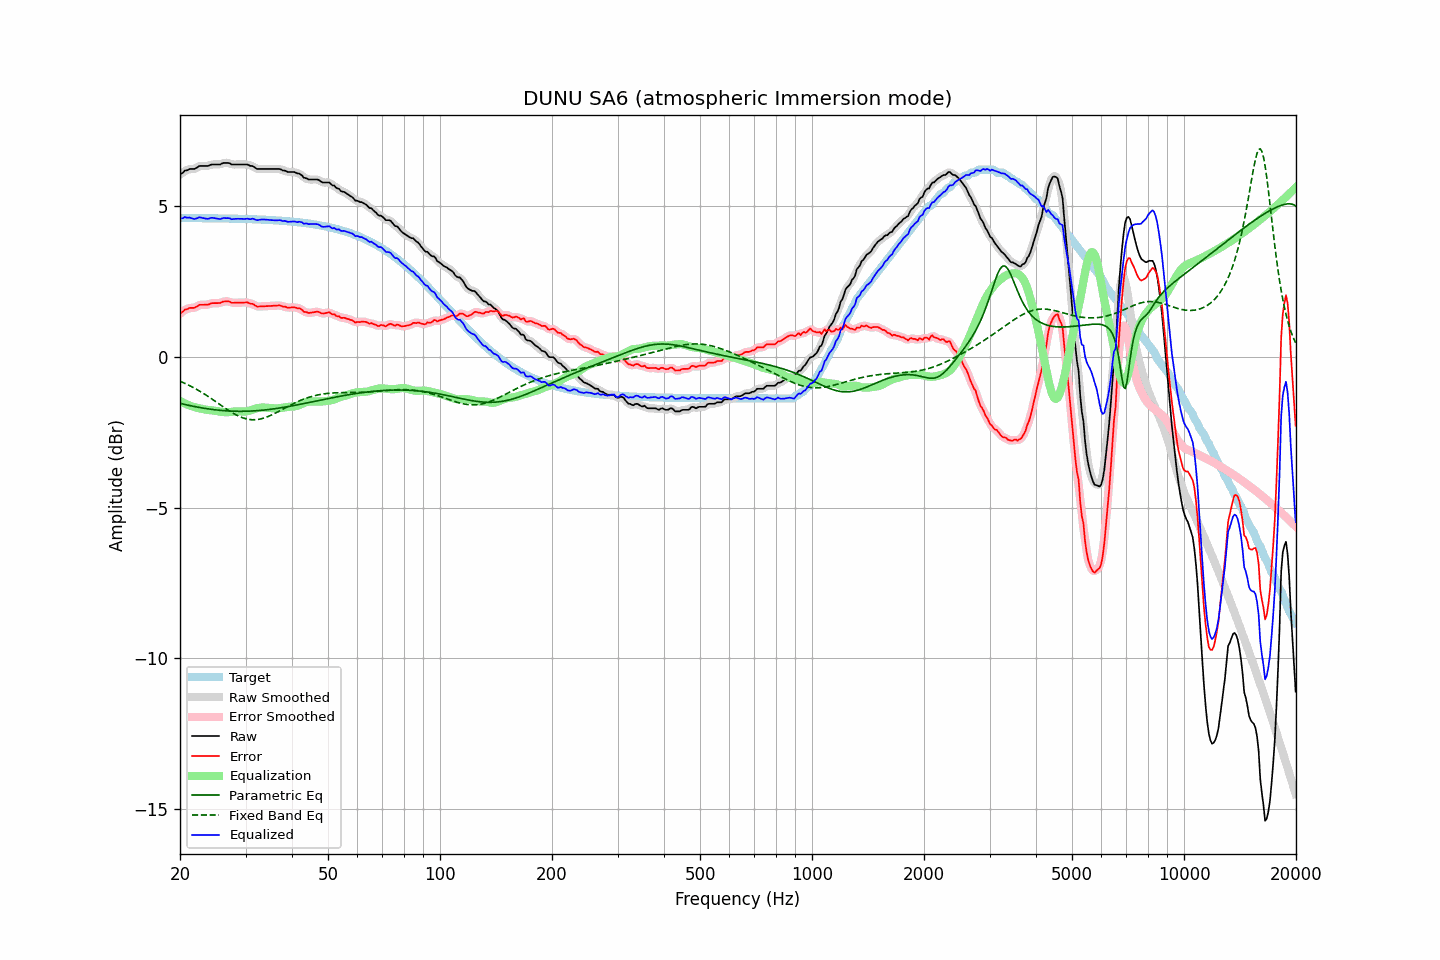 DUNU SA6 (atmospheric Immersion mode)
Amplitude (dBr)
5
0
−5
−10
−15
Target
Raw Smoothed
Error Smoothed
Raw
Error
Equalization
Parametric Eq
Fixed Band Eq
Equalized
20 50 100 200 500 1000 2000 5000 10000 20000
Frequency (Hz)